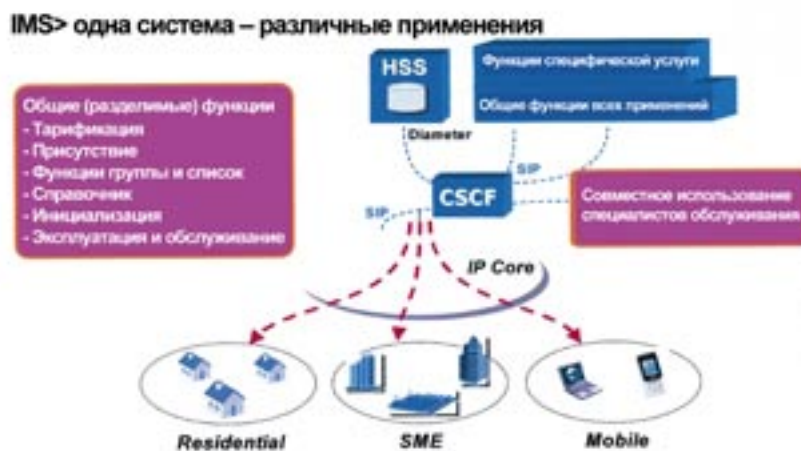 IMS> одна система – различные применения
HSS
Функции специфической услуги
Общие функции всех применений
Общие (разделимые) функции
- Тарификация
- Присутствие
- Функции группы и список
- Справочник
- Инициализация
- Эксплуатация и обслуживание
Diameter
SIP
CSCF
SIP
Совместное использование
специалистов обслуживания
IP Core
Residential
SME
Mobile